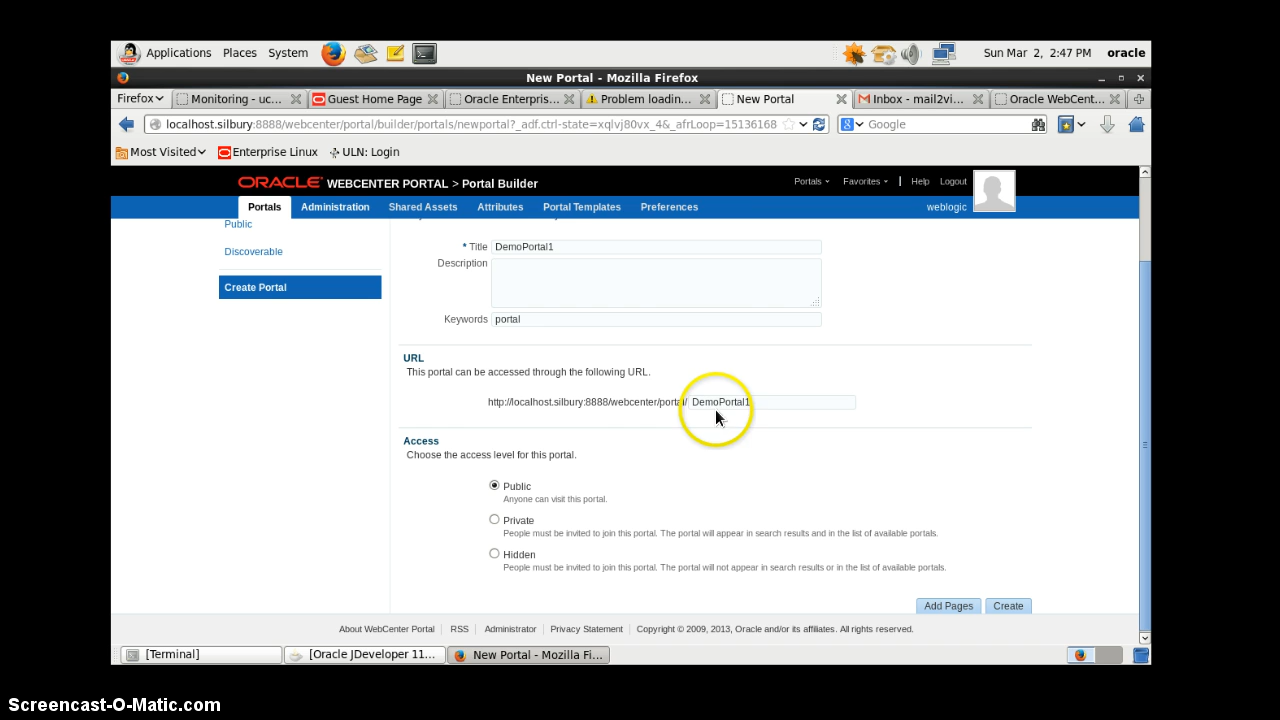 Applications Places System Sun Mar 2, 2:47 PM oracle
New Portal - Mozilla Firefox
Firefox Monitoring - uc... Guest Home Page Oracle Enterpris... Problem loadin... New Portal Inbox - mail2vi... Oracle WebCent...
localhost.silbury:8888/webcenter/portal/builder/portals/newportal?_adf.ctrl-state=xqlvj80vx_4&_afrLoop=15136168 Google
Most Visited Enterprise Linux ULN: Login
ORACLE WEBCENTER PORTAL > Portal Builder Portals Favorites Help Logout
Portals Administration Shared Assets Attributes Portal Templates Preferences weblogic
Public
Discoverable
Create Portal
* Title DemoPortal1
Description
Keywords portal
URL
This portal can be accessed through the following URL.
http://localhost.silbury:8888/webcenter/portal/ DemoPortal1
Access
Choose the access level for this portal.
Public
Anyone can visit this portal.
Private
People must be invited to join this portal. The portal will appear in search results and in the list of available portals.
Hidden
People must be invited to join this portal. The portal will not appear in search results or in the list of available portals.
Add Pages Create
About WebCenter Portal RSS Administrator Privacy Statement Copyright © 2009, 2013, Oracle and/or its affiliates. All rights reserved.
[Terminal] [Oracle JDeveloper 11... New Portal - Mozilla Fi...
Screencast-O-Matic.com